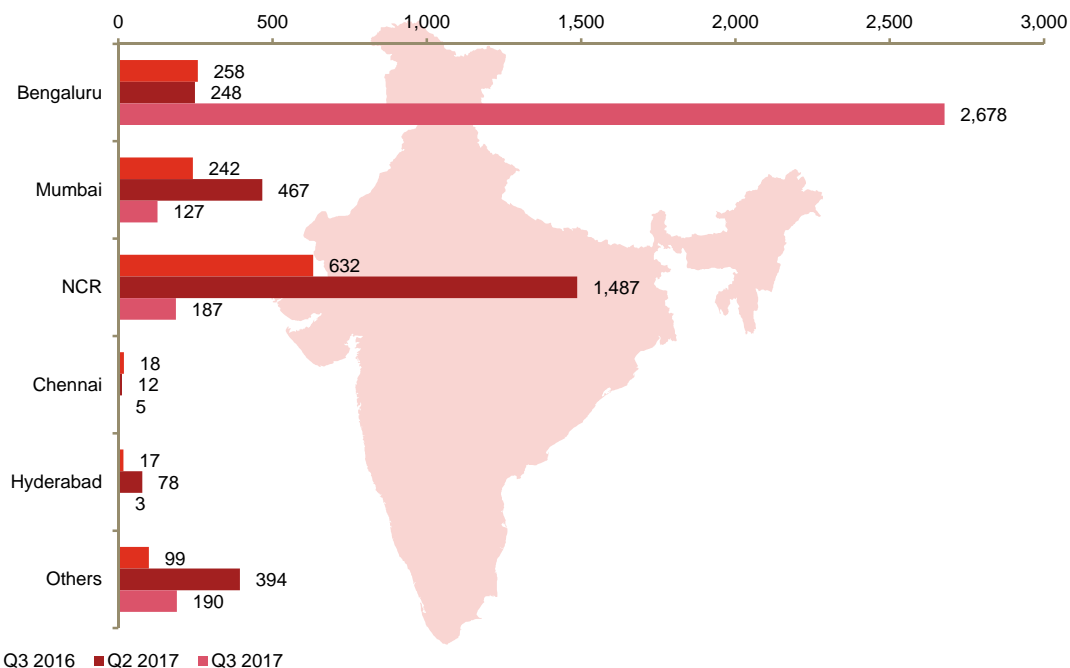 0 500 1,000 1,500 2,000 2,500 3,000
258
Bengaluru 248
2,678
242
Mumbai 467
127
632
NCR 1,487
187
18
Chennai 12
5
17
Hyderabad 78
3
99
Others 394
190
Q3 2016 Q2 2017 Q3 2017